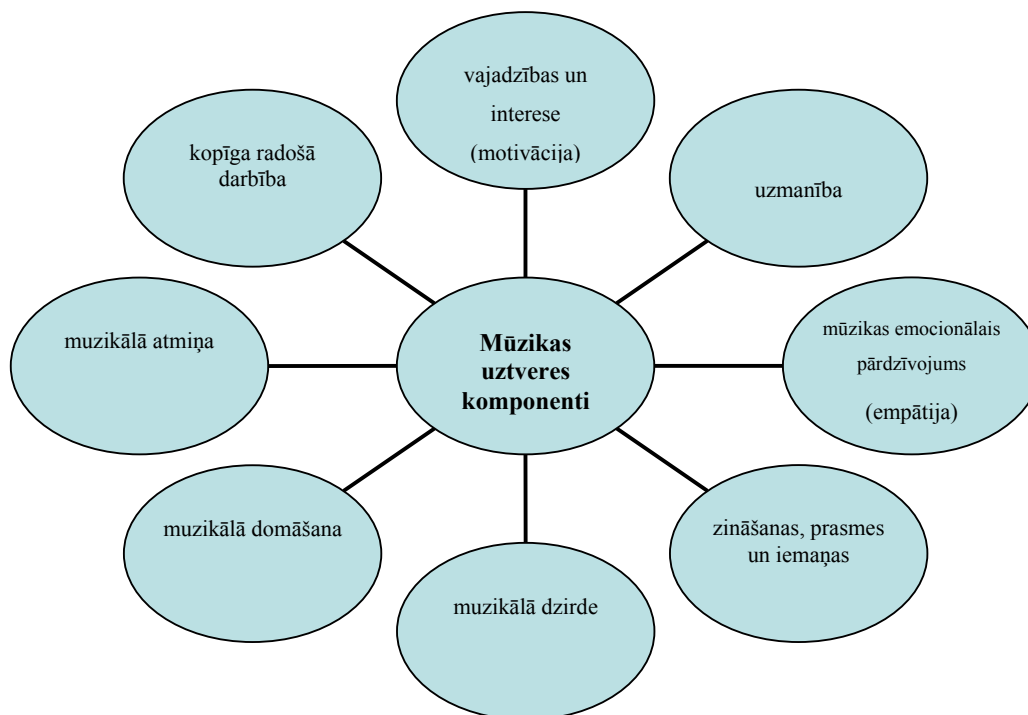 vajadzības un
interese
(motivācija)
kopīga radošā
darbība
uzmanība
muzikālā atmiņa
Mūzikas
uztveres
komponenti
mūzikas emocionālais
pārdzīvojums
(empātija)
muzikālā domāšana
zināšanas, prasmes
un iemaņas
muzikālā dzirde